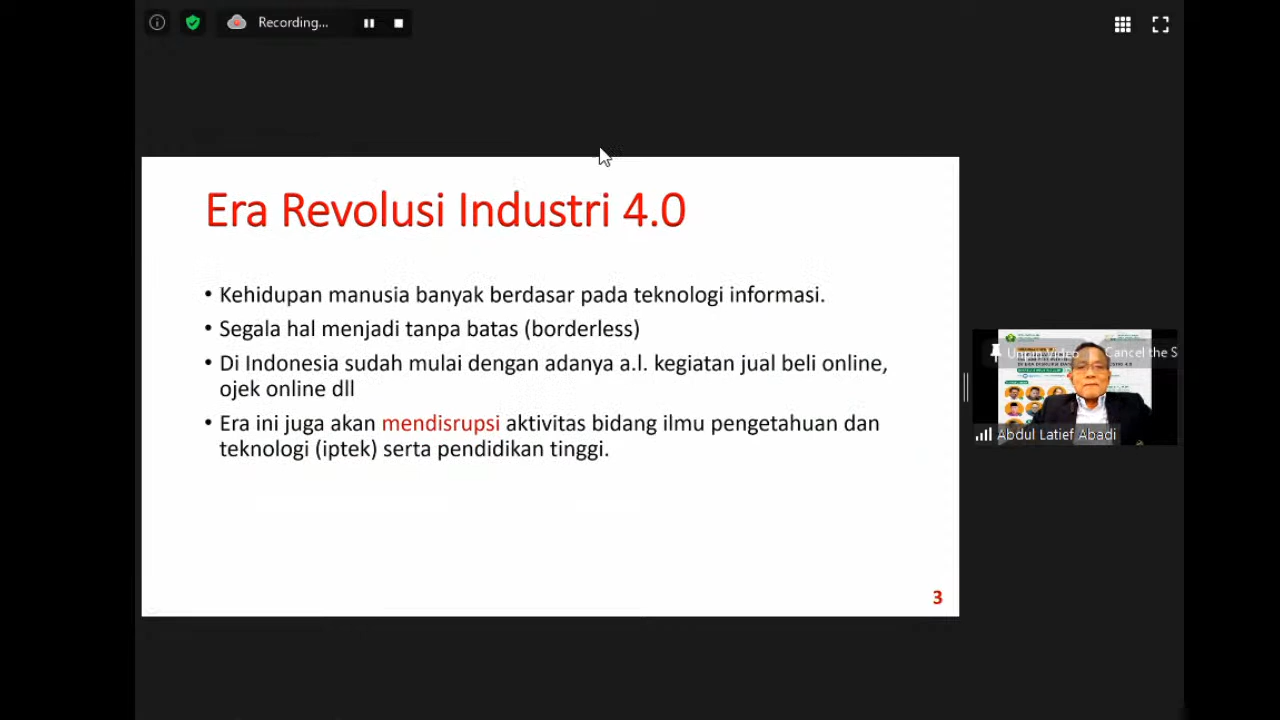 Recording...
Era Revolusi Industri 4.0
• Kehidupan manusia banyak berdasar pada teknologi informasi.
• Segala hal menjadi tanpa batas (borderless)
• Di Indonesia sudah mulai dengan adanya a.l. kegiatan jual beli online,
ojek online dll
• Era ini juga akan mendisrupsi aktivitas bidang ilmu pengetahuan dan
teknologi (iptek) serta pendidikan tinggi.
3
Unpin Video
Cancel the S
Abdul Latief Abadi